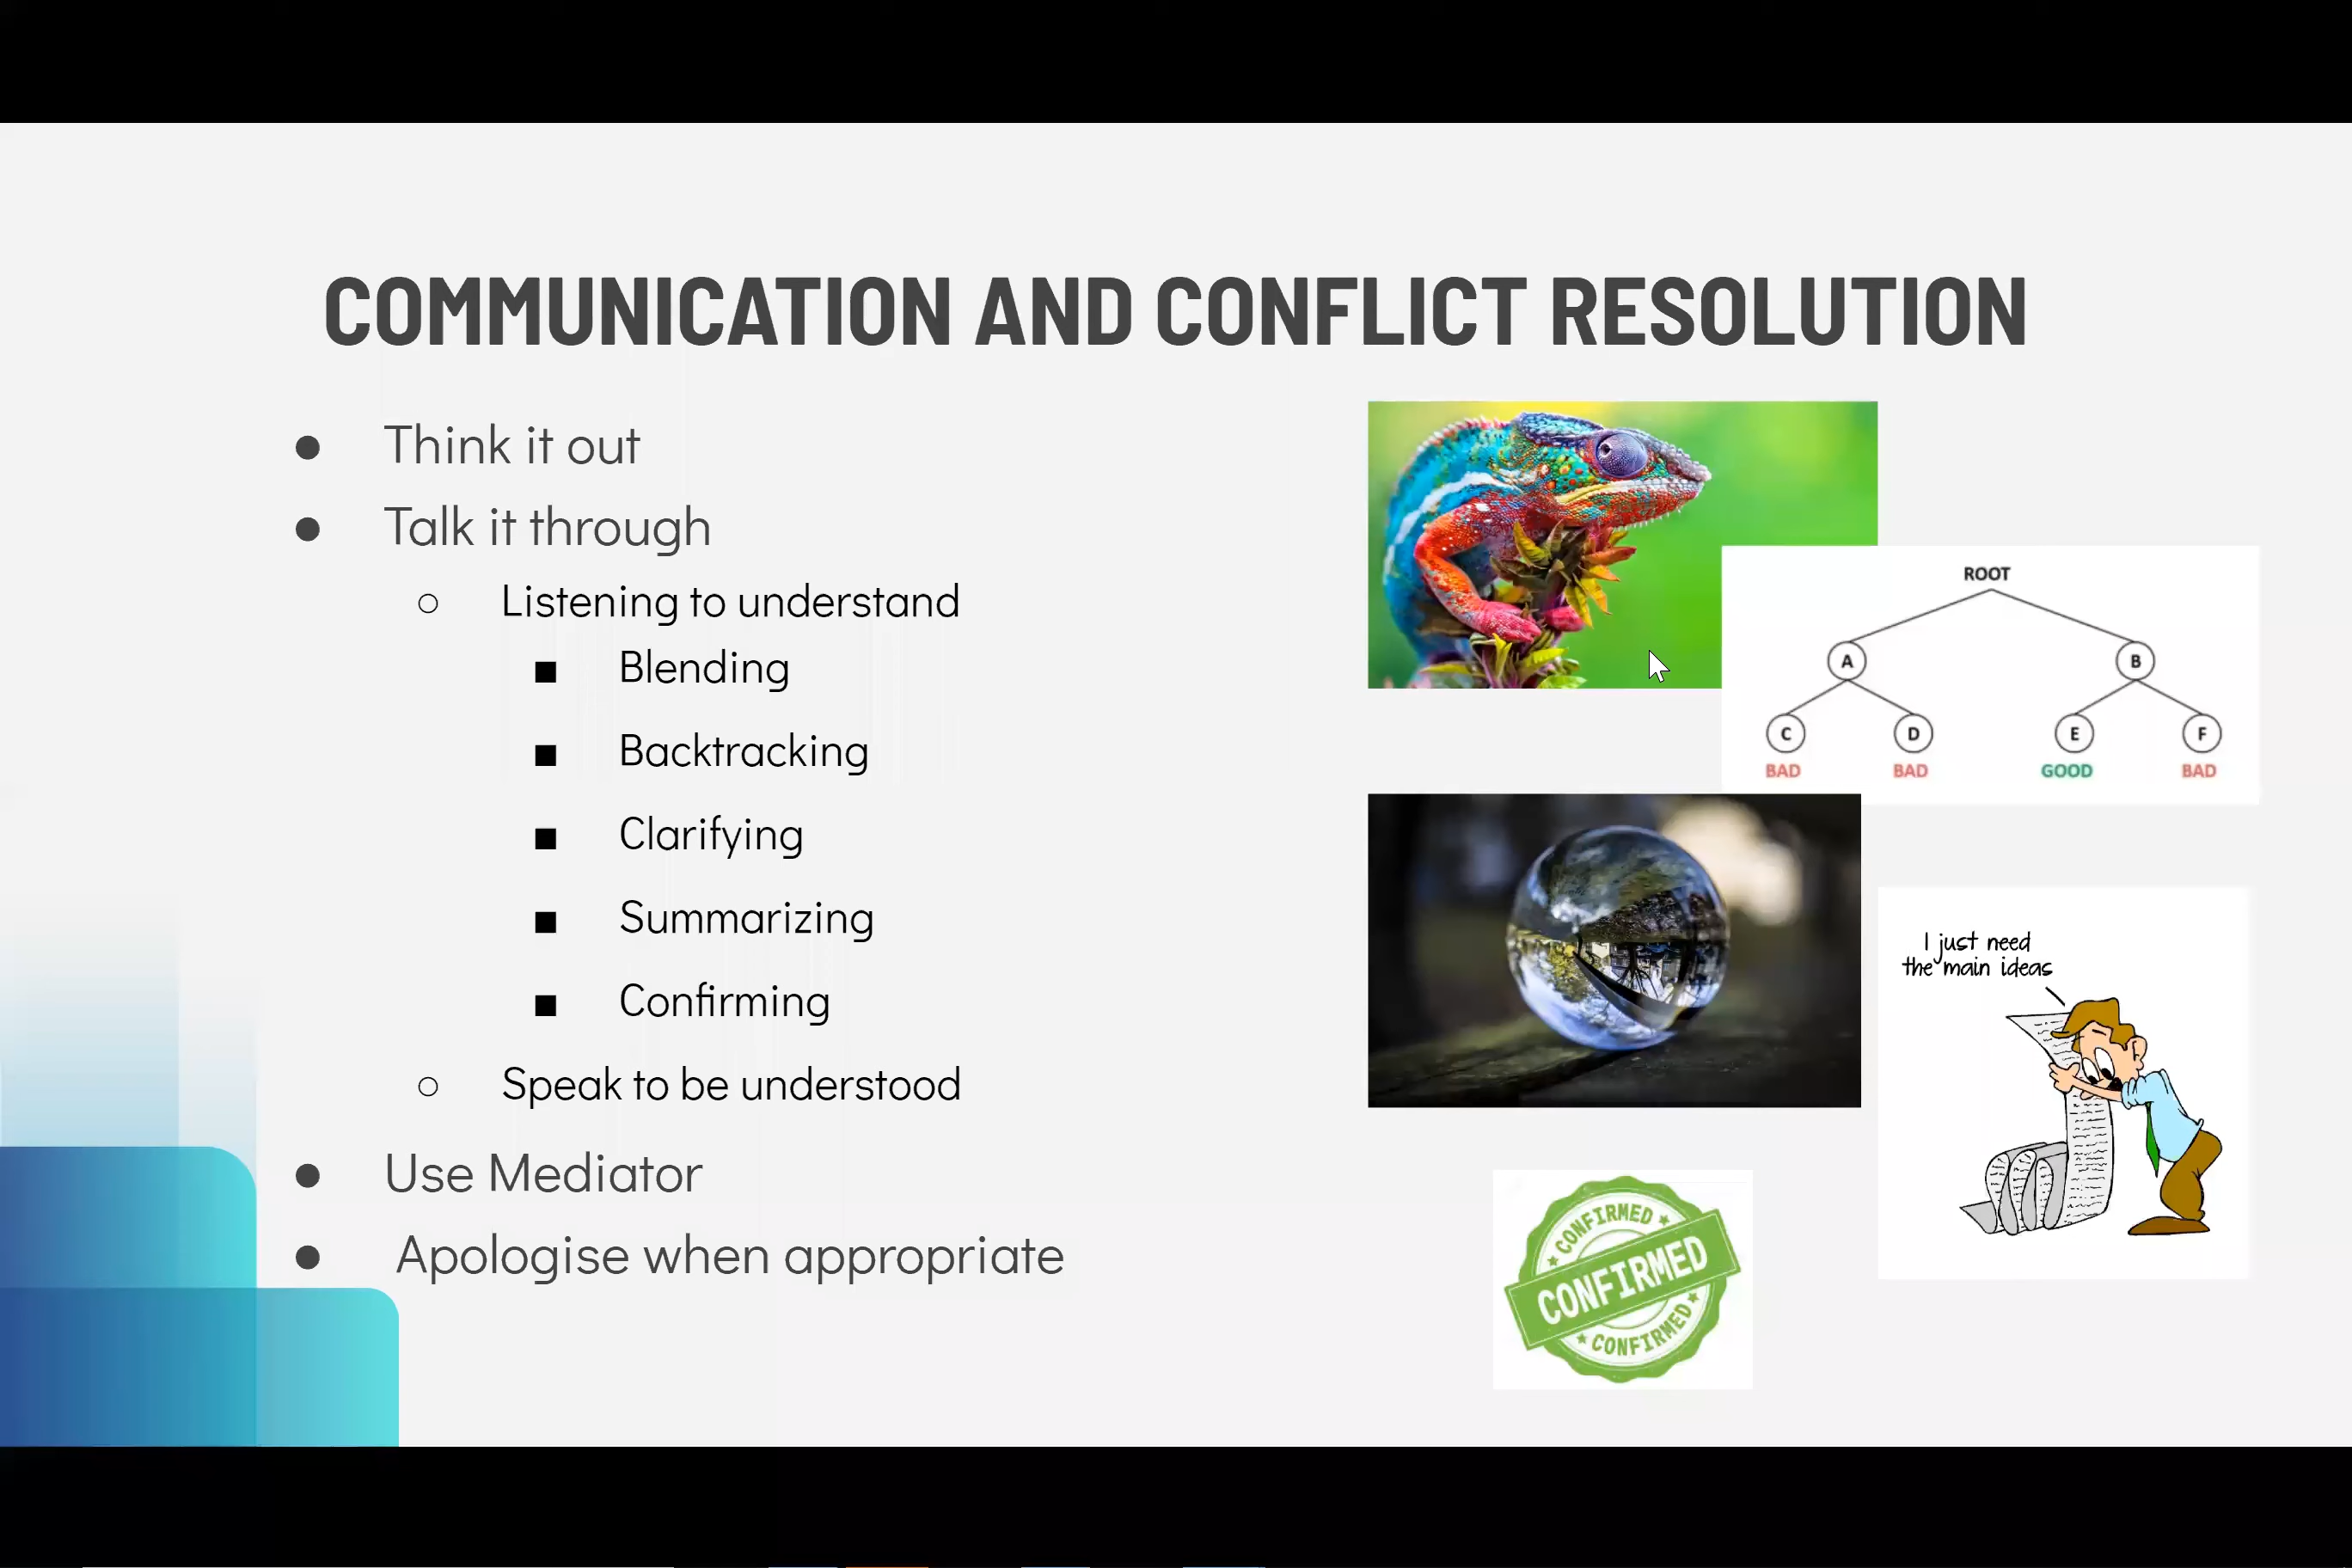 COMMUNICATION AND CONFLICT RESOLUTION
● Think it out
● Talk it through
○ Listening to understand
■ Blending
■ Backtracking
■ Clarifying
■ Summarizing
■ Confirming
○ Speak to be understood
● Use Mediator
● Apologise when appropriate
ROOT
A B
C D E F
BAD BAD GOOD BAD
I just need
the main ideas
CONFIRMED
CONFIRMED
CONFIRMED